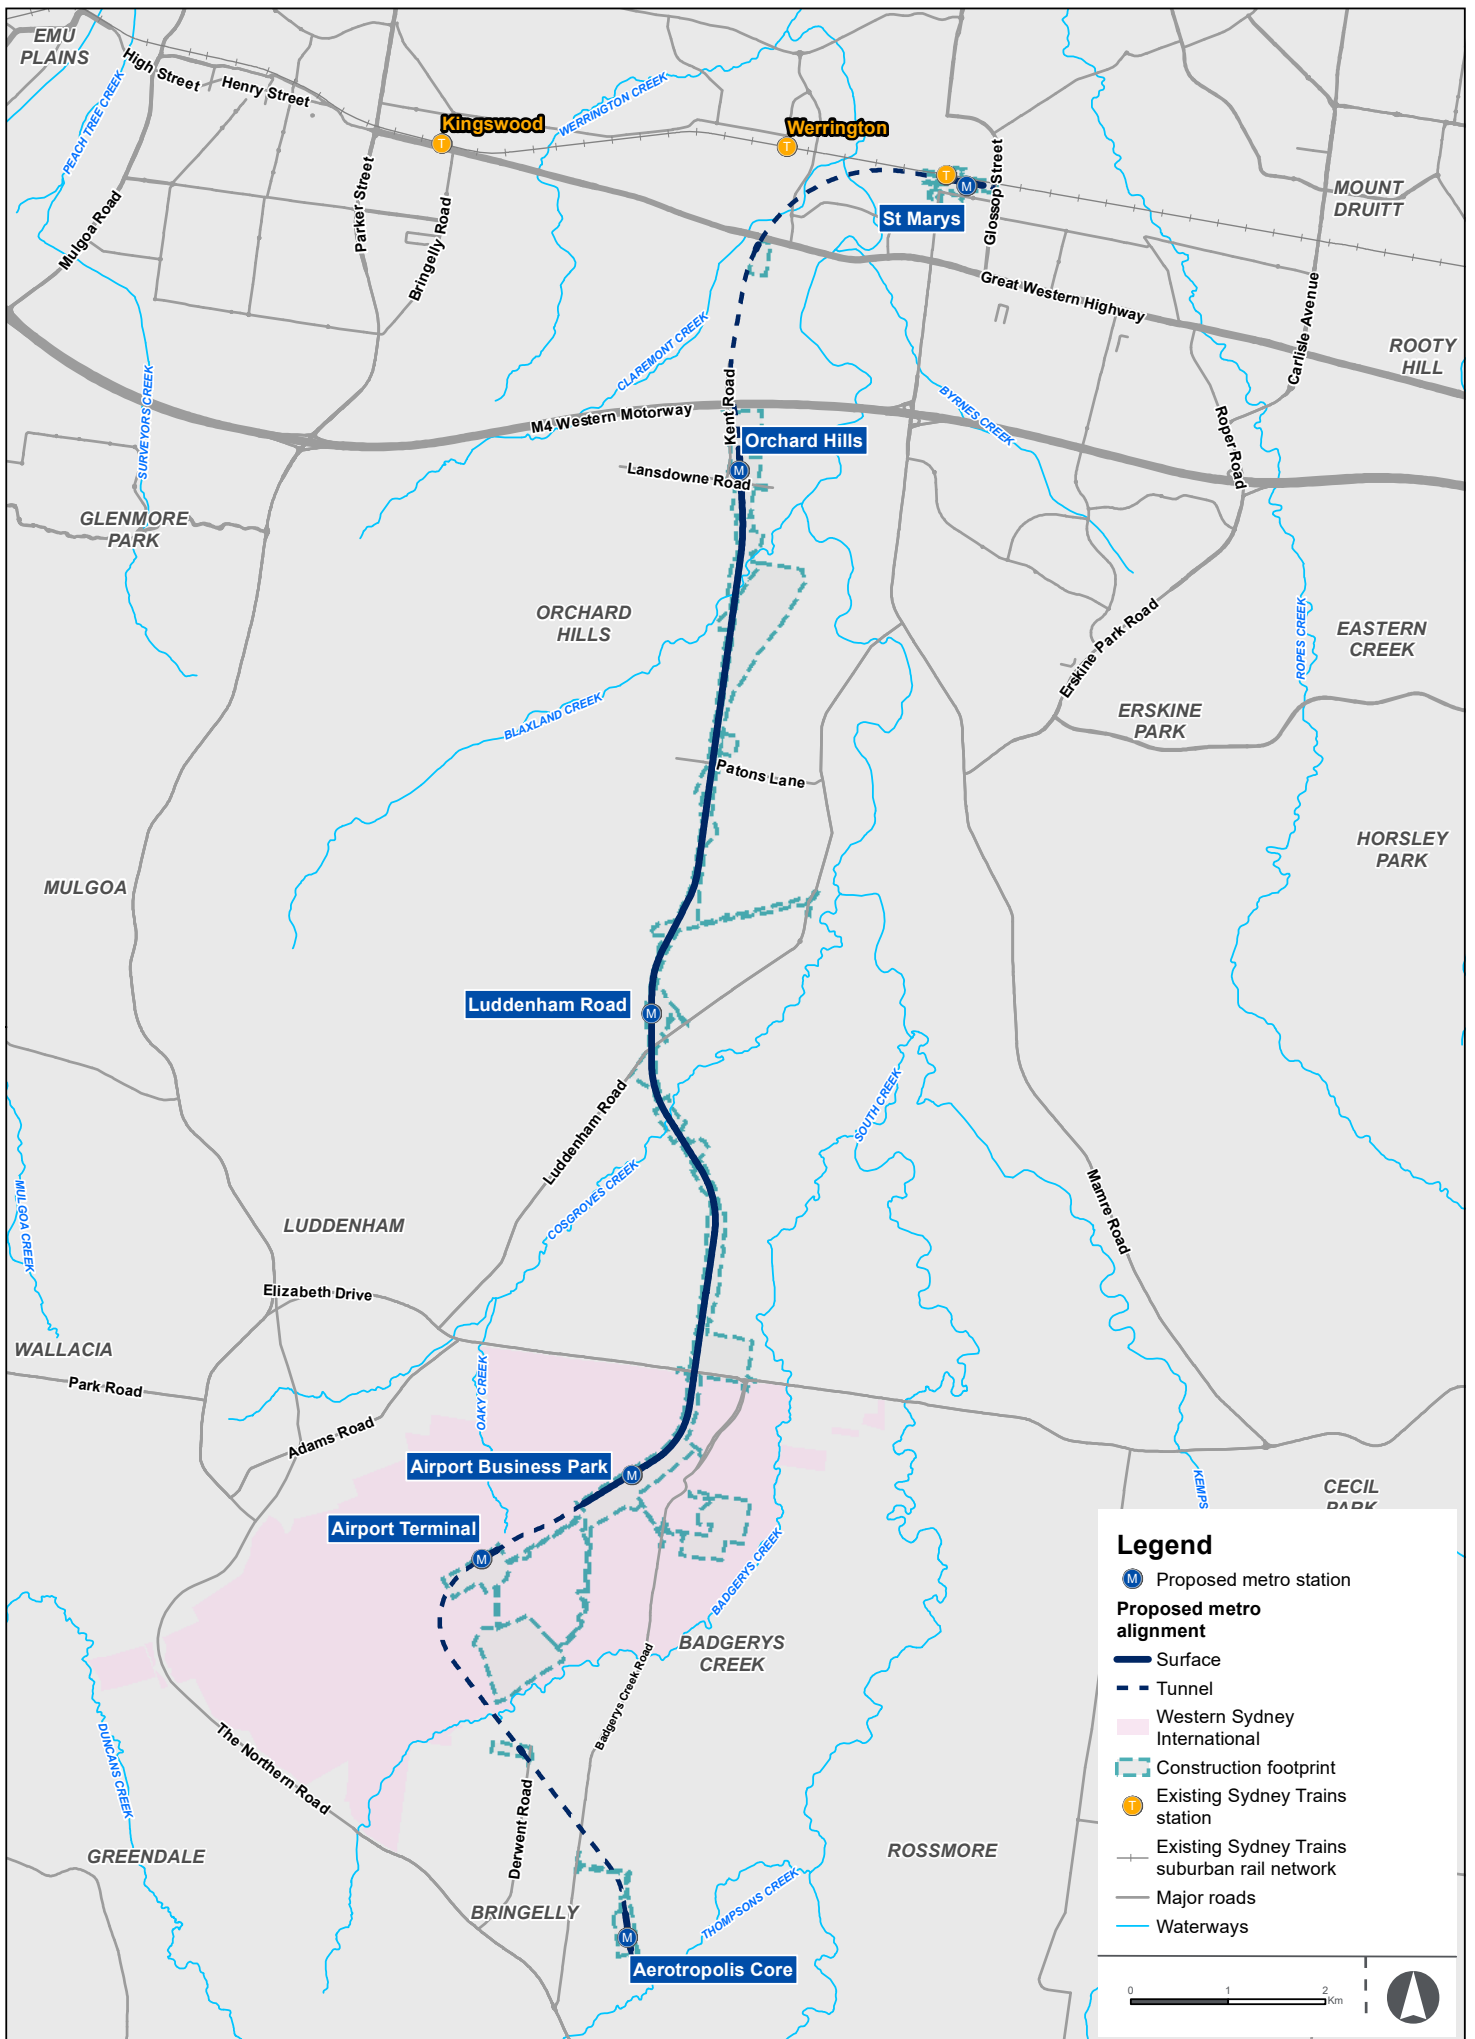 EMU
PLAINS
High Street
Henry Street
PEACH TREE CREEK
Kingswood
WERRINGTON CREEK
Werrington
St Marys
Glossop Street
MOUNT
DRUITT
Mulgoa Road
Parker Street
Bringelly Road
Great Western Highway
Carlisle Avenue
ROOTY
HILL
SURVEYORS CREEK
CLAREMONT CREEK
Kent Road
M4 Western Motorway
BYRNES CREEK
Roper Road
Orchard Hills
Lansdowne Road
GLENMORE
PARK
ORCHARD
HILLS
BLAXLAND CREEK
Erskine Park Road
ROPES CREEK
EASTERN
CREEK
ERSKINE
PARK
Patons Lane
HORSLEY
PARK
MULGOA
Luddenham Road
Luddenham Road
SOUTH CREEK
COSGROVES CREEK
MULGOA CREEK
LUDDENHAM
Mamre Road
Elizabeth Drive
WALLACIA
Park Road
OAKY CREEK
Adams Road
Airport Business Park
KEMPS
CECIL
PARK
Airport Terminal
BADGERYS CREEK
BADGERYS
CREEK
Badgerys Creek Road
DUNCANS CREEK
The Northern Road
Derwent Road
GREENDALE
ROSSMORE
BRINGELLY
THOMPSONS CREEK
Aerotropolis Core
Legend
M Proposed metro station
Proposed metro
alignment
Surface
Tunnel
Western Sydney
International
Construction footprint
T Existing Sydney Trains
station
Existing Sydney Trains
suburban rail network
Major roads
Waterways
0 1 2
Km